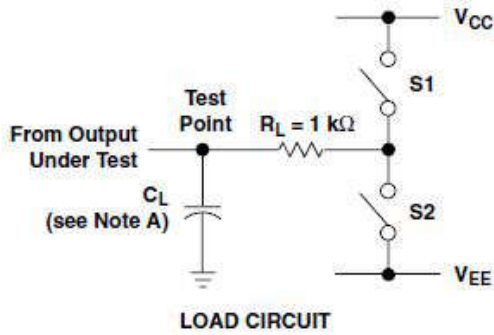 VCC
S1
Test
Point
RL = 1 kΩ
From Output
Under Test
CL
(see Note A)
S2
VEE
LOAD CIRCUIT